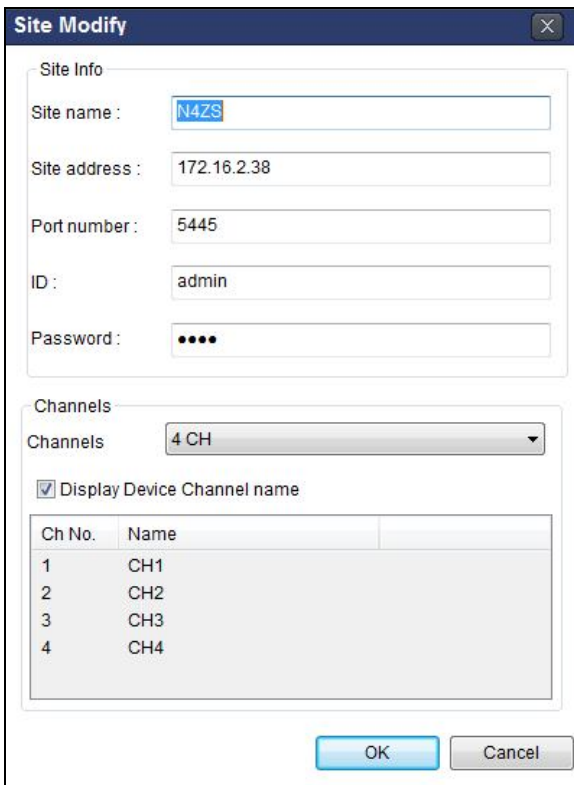 Site Modify
Site Info
Site name : N4ZS
Site address : 172.16.2.38
Port number : 5445
ID : admin
Password : ••••
Channels
Channels 4 CH
Display Device Channel name
Ch No. Name
1 CH1
2 CH2
3 CH3
4 CH4
OK Cancel